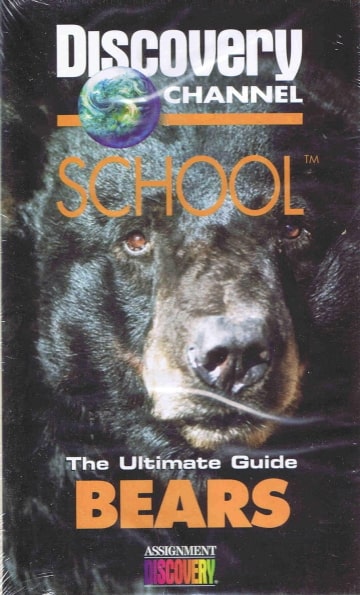 Discovery
CHANNEL
SCHOOL™
The Ultimate Guide
BEARS
ASSIGNMENT
DISCOVERY